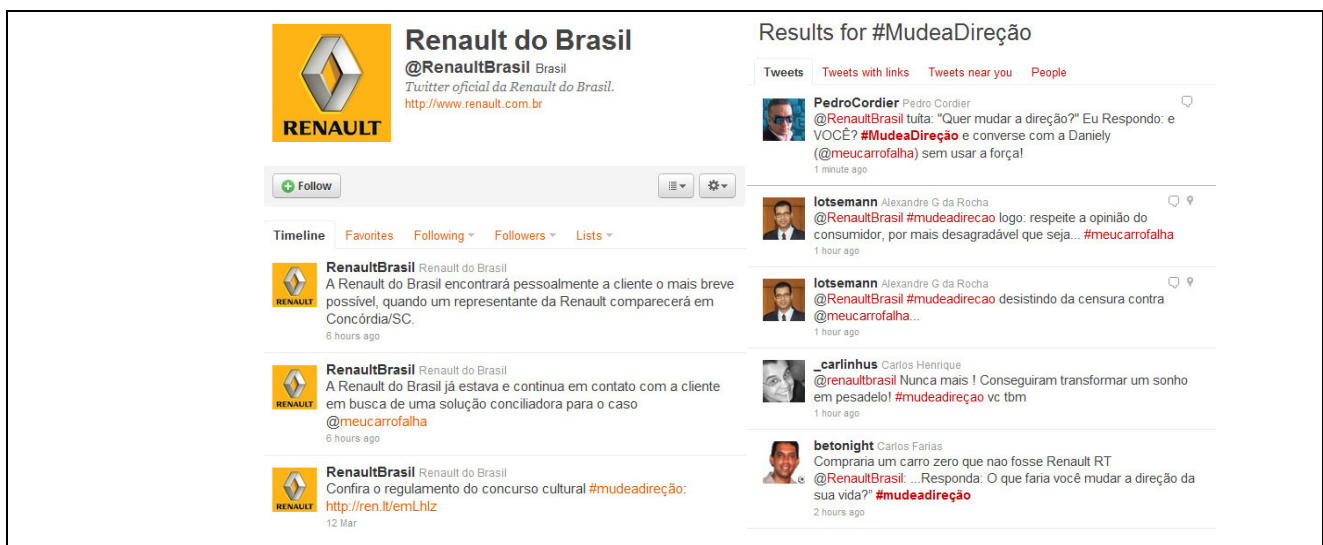 RENAULT
Renault do Brasil
@RenaultBrasil Brasil
Twitter oficial da Renault do Brasil.
http://www.renault.com.br
Follow
Timeline Favorites Following Followers Lists
RENAULT
RenaultBrasil Renault do Brasil
A Renault do Brasil encontrará pessoalmente a cliente o mais breve
possível, quando um representante da Renault comparecerá em
Concórdia/SC.
6 hours ago
RENAULT
RenaultBrasil Renault do Brasil
A Renault do Brasil já estava e continua em contato com a cliente
em busca de uma solução conciliadora para o caso
@meucarrofalha
6 hours ago
RENAULT
RenaultBrasil Renault do Brasil
Confira o regulamento do concurso cultural #mudeadireção:
http://ren.lt/emLhlz
12 Mar
Results for #MudeaDireção
Tweets Tweets with links Tweets near you People
PedroCordier Pedro Cordier
@RenaultBrasil tuíta: "Quer mudar a direção?" Eu Respondo: e
VOCÊ? #MudeaDireção e converse com a Daniely
(@meucarrofalha) sem usar a força!
1 minute ago
lotsemann Alexandre G da Rocha
@RenaultBrasil #mudeadirecao logo: respeite a opinião do
consumidor, por mais desagradável que seja... #meucarrofalha
1 hour ago
lotsemann Alexandre G da Rocha
@RenaultBrasil #mudeadirecao desistindo da censura contra
@meucarrofalha...
1 hour ago
_carlinhus Carlos Henrique
@renaultbrasil Nunca mais ! Conseguiram transformar um sonho
em pesadelo! #mudeadireçao vc tbm
1 hour ago
betonight Carlos Farias
Compraria um carro zero que nao fosse Renault RT
@RenaultBrasil: ...Responda: O que faria você mudar a direção da
sua vida?" #mudeadireção
2 hours ago